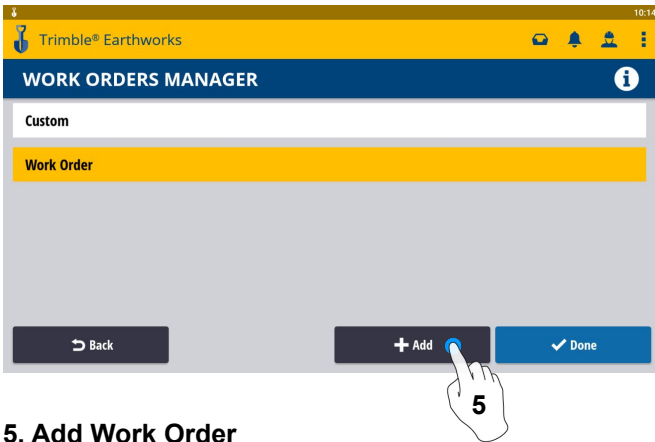 10:14
Trimble® Earthworks
WORK ORDERS MANAGER
i
Custom
Work Order
Back
Add
Done
5
5. Add Work Order